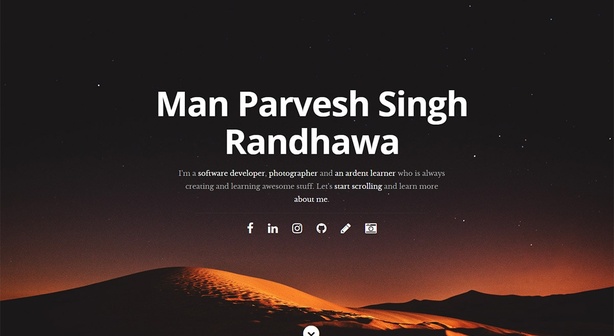 Man Parvesh Singh
Randhawa
I'm a software developer, photographer and an ardent learner who is always
creating and learning awesome stuff. Let's start scrolling and learn more
about me.